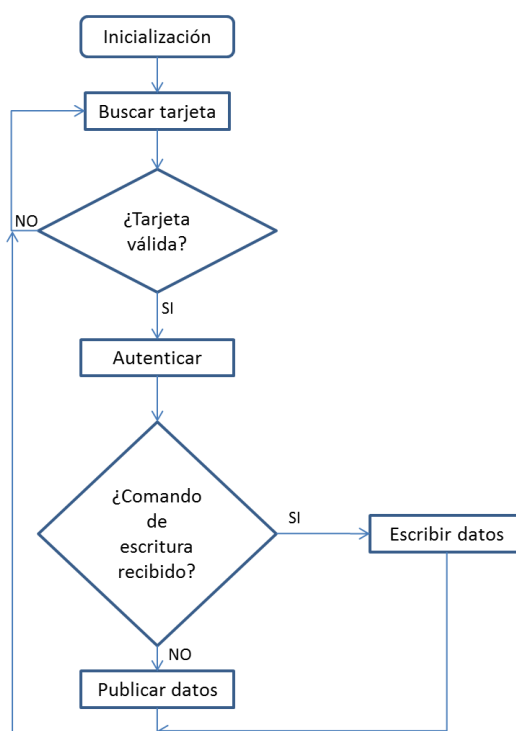 Inicialización
Buscar tarjeta
NO
¿Tarjeta
válida?
SI
Autenticar
¿Comando
de
escritura
recibido?
SI
Escribir datos
NO
Publicar datos